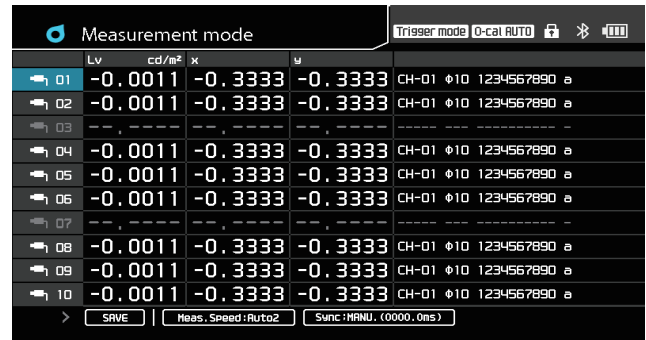 Measurement mode Trigger mode 0-cal AUTO
Lv cd/m² x y
01 -0.0011 -0.3333 -0.3333 CH-01 Φ10 1234567890 a
02 -0.0011 -0.3333 -0.3333 CH-01 Φ10 1234567890 a
03 --.---- --.---- --.---- ----- --- ---------- -
04 -0.0011 -0.3333 -0.3333 CH-01 Φ10 1234567890 a
05 -0.0011 -0.3333 -0.3333 CH-01 Φ10 1234567890 a
06 -0.0011 -0.3333 -0.3333 CH-01 Φ10 1234567890 a
07 --.---- --.---- --.---- ----- --- ---------- -
08 -0.0011 -0.3333 -0.3333 CH-01 Φ10 1234567890 a
09 -0.0011 -0.3333 -0.3333 CH-01 Φ10 1234567890 a
10 -0.0011 -0.3333 -0.3333 CH-01 Φ10 1234567890 a
> SAVE Meas.Speed:Auto2 Sync:MANU.(0000.0ms)